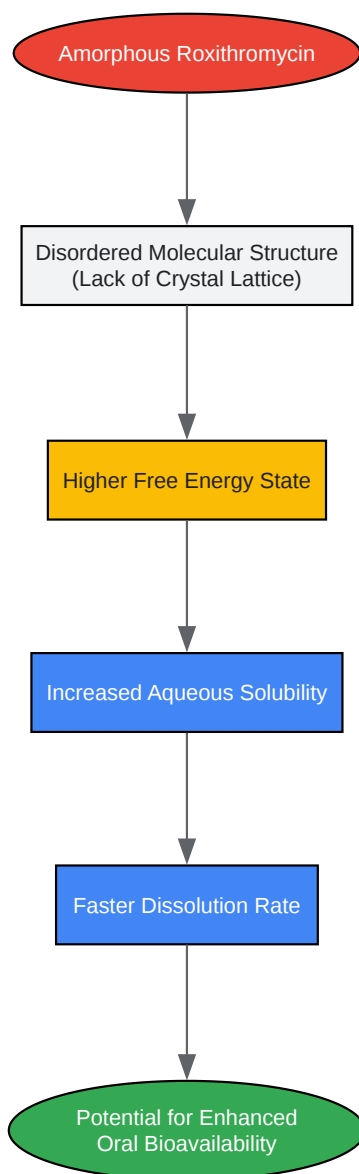 Amorphous Roxithromycin
Disordered Molecular Structure
(Lack of Crystal Lattice)
Higher Free Energy State
Increased Aqueous Solubility
Faster Dissolution Rate
Potential for Enhanced
Oral Bioavailability